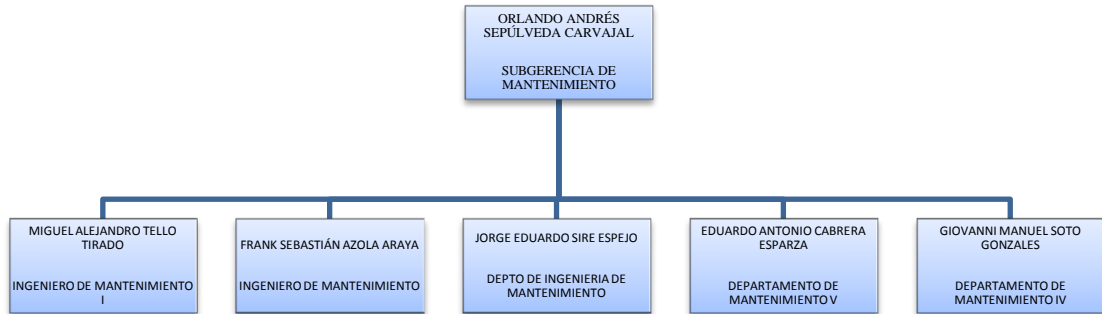 ORLANDO ANDRÉS
SEPÚLVEDA CARVAJAL
SUBGERENCIA DE
MANTENIMIENTO
MIGUEL ALEJANDRO TELLO
TIRADO
INGENIERO DE MANTENIMIENTO
I
FRANK SEBASTIÁN AZOLA ARAYA
INGENIERO DE MANTENIMIENTO
JORGE EDUARDO SIRE ESPEJO
DEPTO DE INGENIERIA DE
MANTENIMIENTO
EDUARDO ANTONIO CABRERA
ESPARZA
DEPARTAMENTO DE
MANTENIMIENTO V
GIOVANNI MANUEL SOTO
GONZALES
DEPARTAMENTO DE
MANTENIMIENTO IV